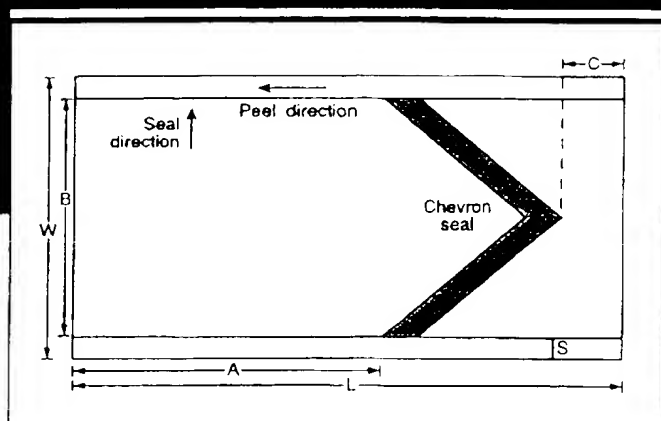 C
Peel direction
Seal
direction
B
W
Chevron
seal
S
A
L